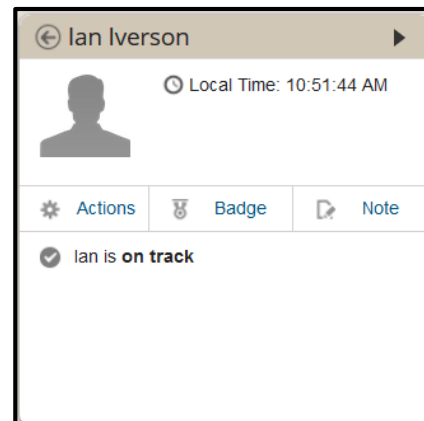 Ian Iverson
Local Time: 10:51:44 AM
Actions Badge Note
Ian is on track